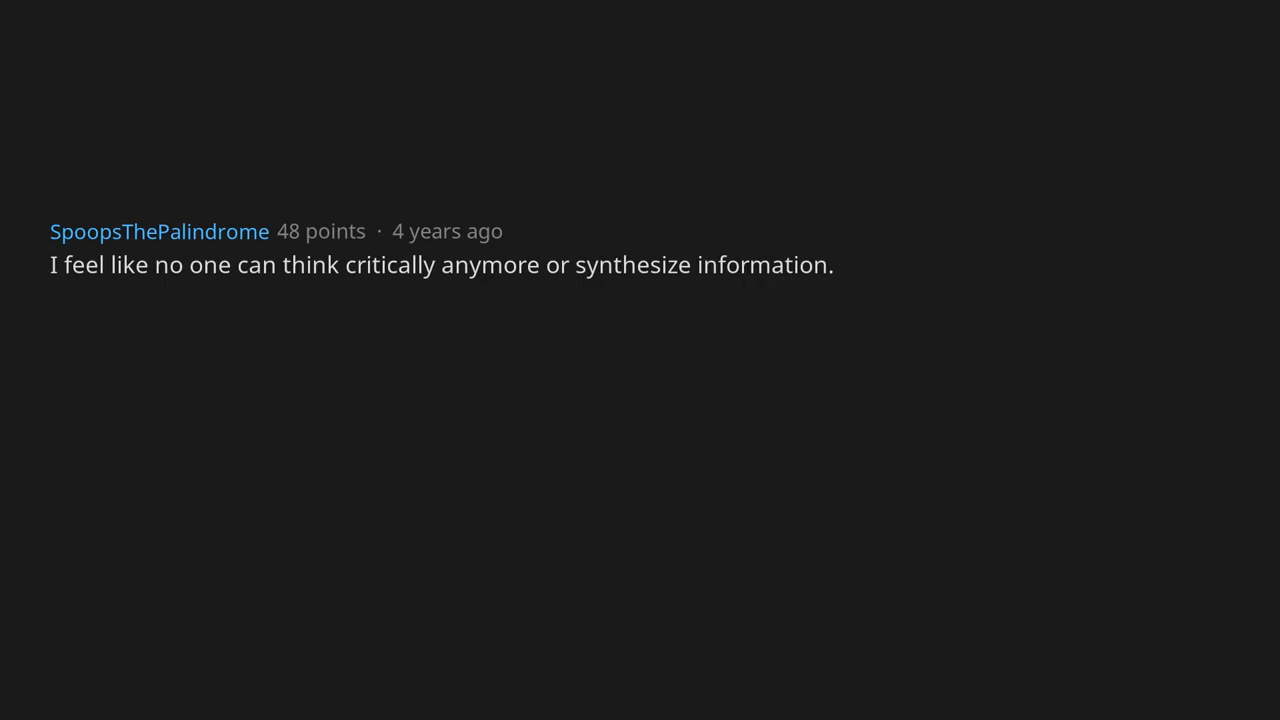 SpoopsThePalindrome 48 points · 4 years ago
I feel like no one can think critically anymore or synthesize information.